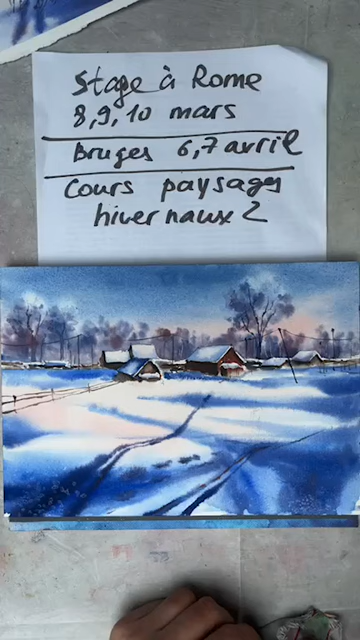 Stage à Rome
8,9,10 mars
Bruges 6,7 avril
Cours paysages
hivernaux 2